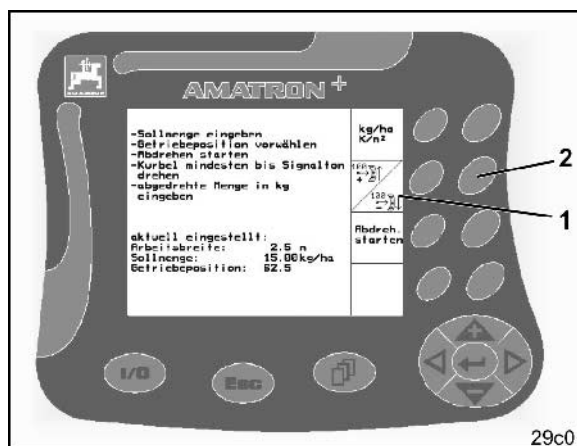 AMATRON+
-Sollmenge eingeben
-Getriebeposition vorwählen
-Abdrehen starten
-Kurbel mindesten bis Signalton
drehen
-abgedrehte Menge in kg
eingeben
aktuell eingestellt:
Arbeitsbreite: 2.5 m
Sollmenge: 15.00kg/ha
Getriebeposition: 62.5
kg/ha
K/m²
100
+
100
-
Abdreh.
starten
2
1
I/O
Esc
+
-
29c0